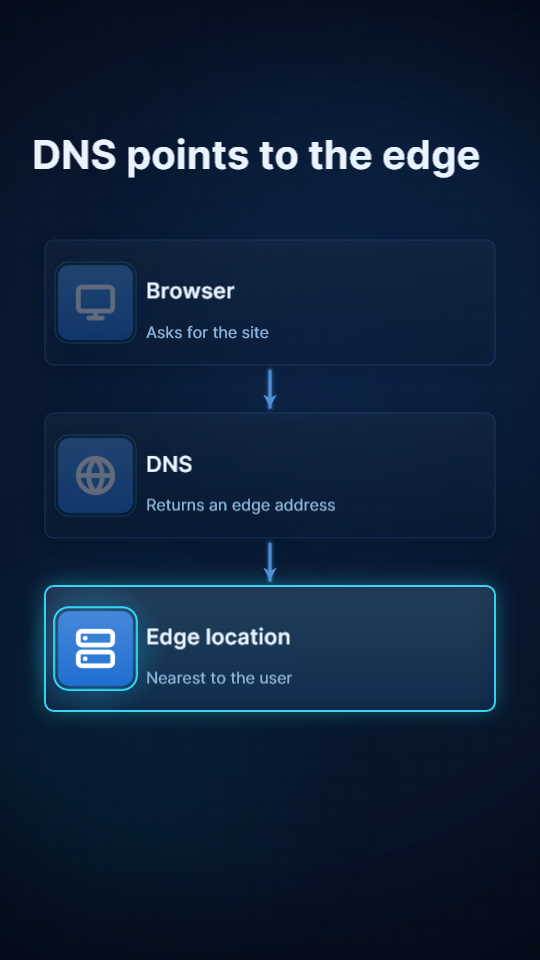 DNS points to the edge
Browser
Asks for the site
DNS
Returns an edge address
Edge location
Nearest to the user